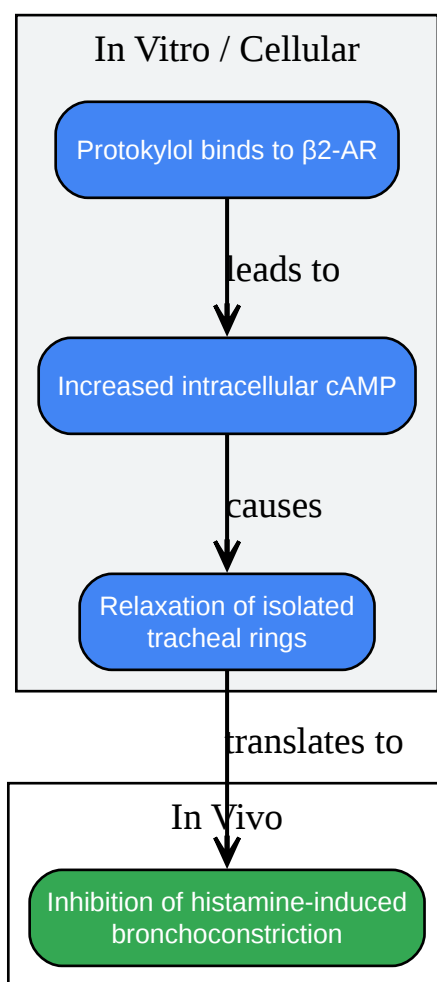 In Vitro / Cellular
Protokylol binds to β2-AR
leads to
Increased intracellular cAMP
causes
Relaxation of isolated
tracheal rings
translates to
In Vivo
Inhibition of histamine-induced
bronchoconstriction